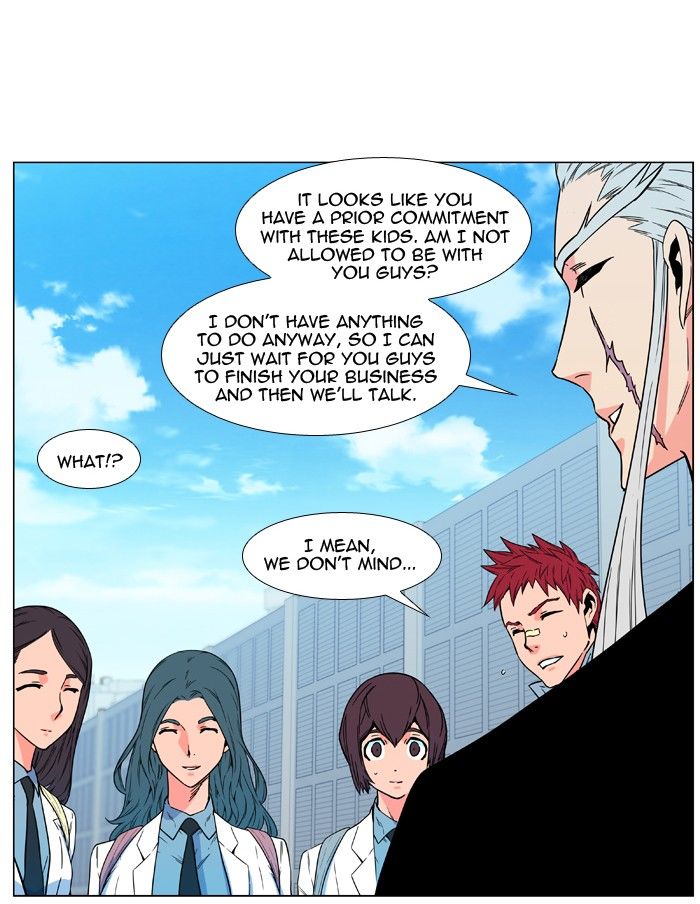 IT LOOKS LIKE YOU
HAVE A PRIOR COMMITMENT
WITH THESE KIDS. AM I NOT
ALLOWED TO BE WITH
YOU GUYS?
I DON'T HAVE ANYTHING
TO DO ANYWAY, SO I CAN
JUST WAIT FOR YOU GUYS
TO FINISH YOUR BUSINESS
AND THEN WE'LL TALK.
WHAT!?
I MEAN,
WE DON'T MIND...